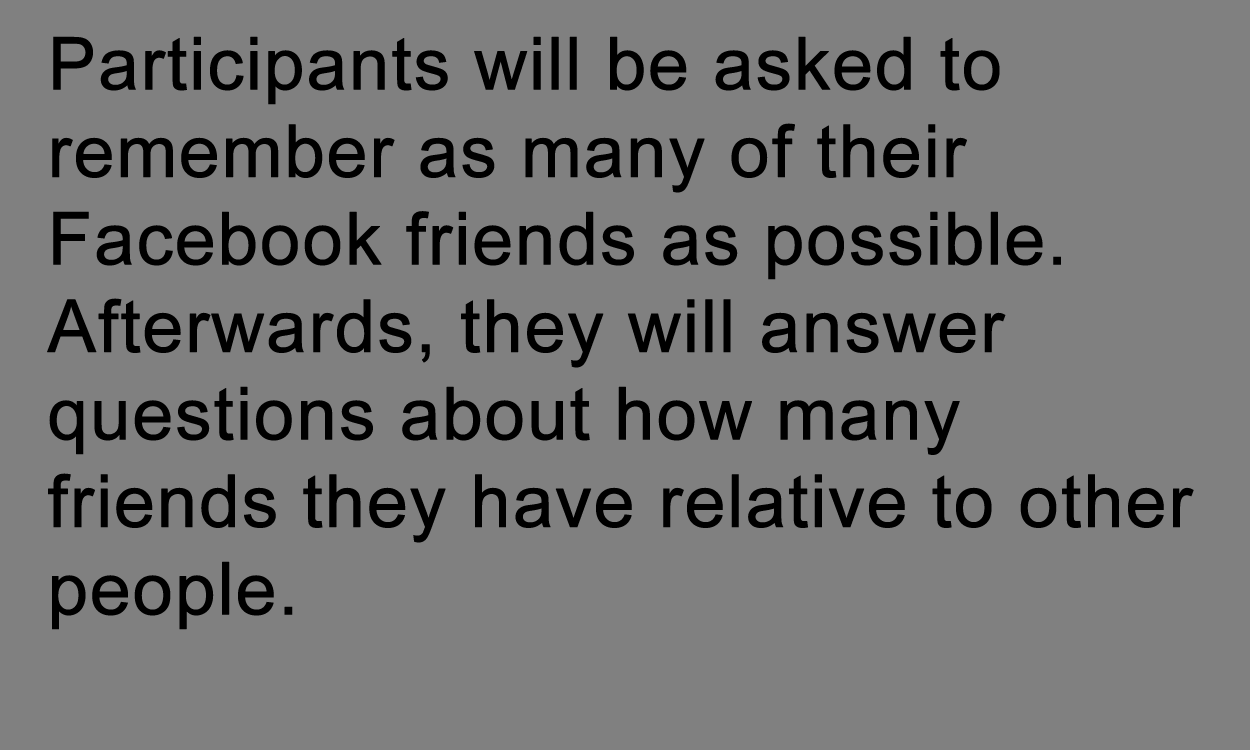 Participants will be asked to
remember as many of their
Facebook friends as possible.
Afterwards, they will answer
questions about how many
friends they have relative to other
people.